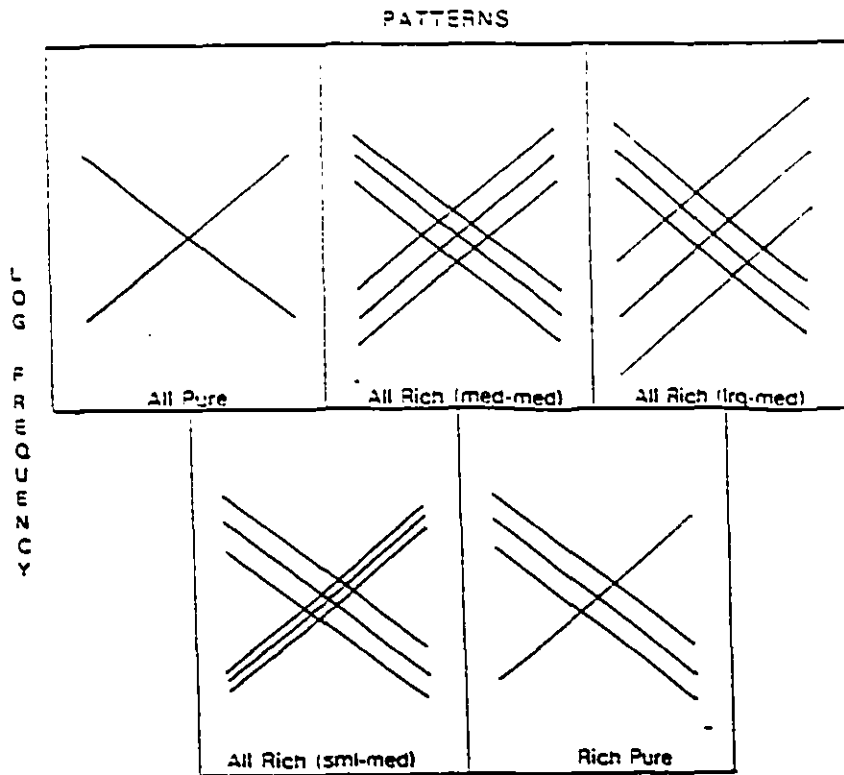 PATTERNS
LOG FREQUENCY
All Pure
All Rich (med-med)
All Rich (lrg-med)
All Rich (sml-med)
Rich Pure